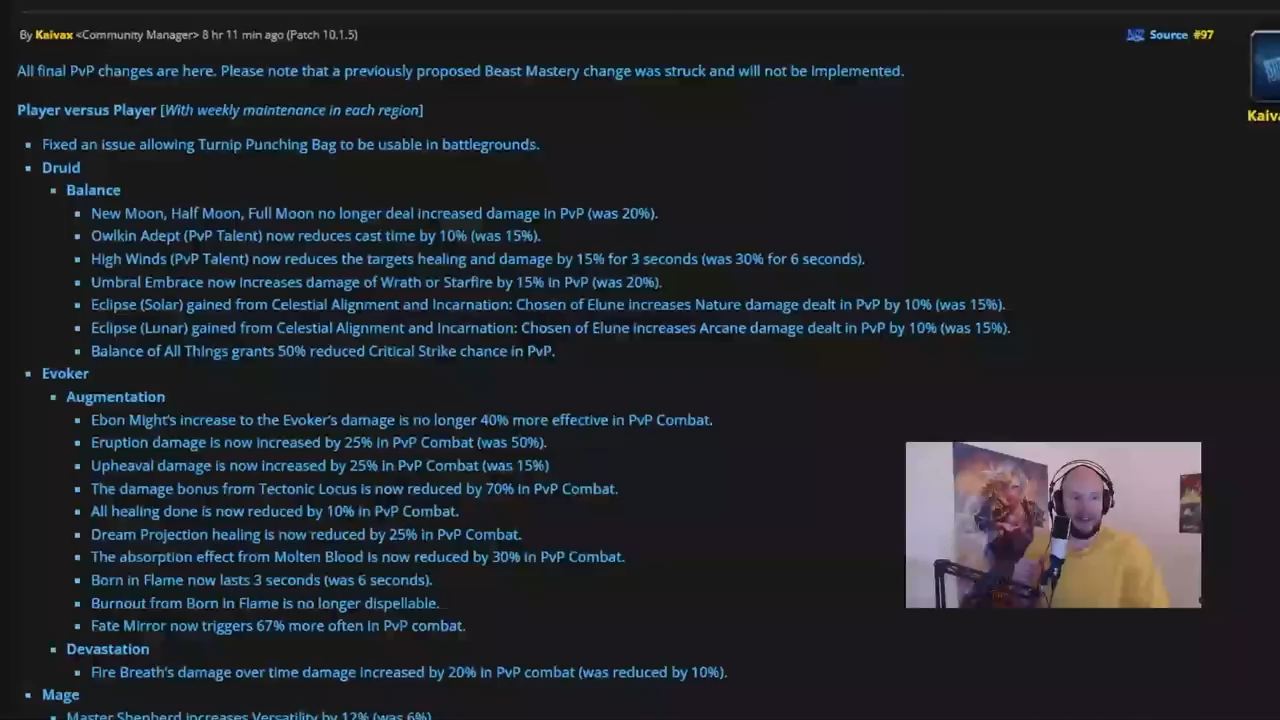 By Kaivax <Community Manager> 8 hr 11 min ago (Patch 10.1.5)
Source #97
All final PvP changes are here. Please note that a previously proposed Beast Mastery change was struck and will not be implemented.
Kaiva
Player versus Player [With weekly maintenance in each region]
Fixed an issue allowing Turnip Punching Bag to be usable in battlegrounds.
Druid
Balance
New Moon, Half Moon, Full Moon no longer deal increased damage in PvP (was 20%).
Owlkin Adept (PvP Talent) now reduces cast time by 10% (was 15%).
High Winds (PvP Talent) now reduces the targets healing and damage by 15% for 3 seconds (was 30% for 6 seconds).
Umbral Embrace now increases damage of Wrath or Starfire by 15% in PvP (was 20%).
Eclipse (Solar) gained from Celestial Alignment and Incarnation: Chosen of Elune increases Nature damage dealt in PvP by 10% (was 15%).
Eclipse (Lunar) gained from Celestial Alignment and Incarnation: Chosen of Elune increases Arcane damage dealt in PvP by 10% (was 15%).
Balance of All Things grants 50% reduced Critical Strike chance in PvP.
Evoker
Augmentation
Ebon Might's increase to the Evoker's damage is no longer 40% more effective in PvP Combat.
Eruption damage is now increased by 25% in PvP Combat (was 50%).
Upheaval damage is now increased by 25% in PvP Combat (was 15%)
The damage bonus from Tectonic Locus is now reduced by 70% in PvP Combat.
All healing done is now reduced by 10% in PvP Combat.
Dream Projection healing is now reduced by 25% in PvP Combat.
The absorption effect from Molten Blood is now reduced by 30% in PvP Combat.
Born in Flame now lasts 3 seconds (was 6 seconds).
Burnout from Born in Flame is no longer dispellable.
Fate Mirror now triggers 67% more often in PvP combat.
Devastation
Fire Breath's damage over time damage increased by 20% in PvP combat (was reduced by 10%).
Mage
Master Shepherd increases Versatility by 12% (was 6%)